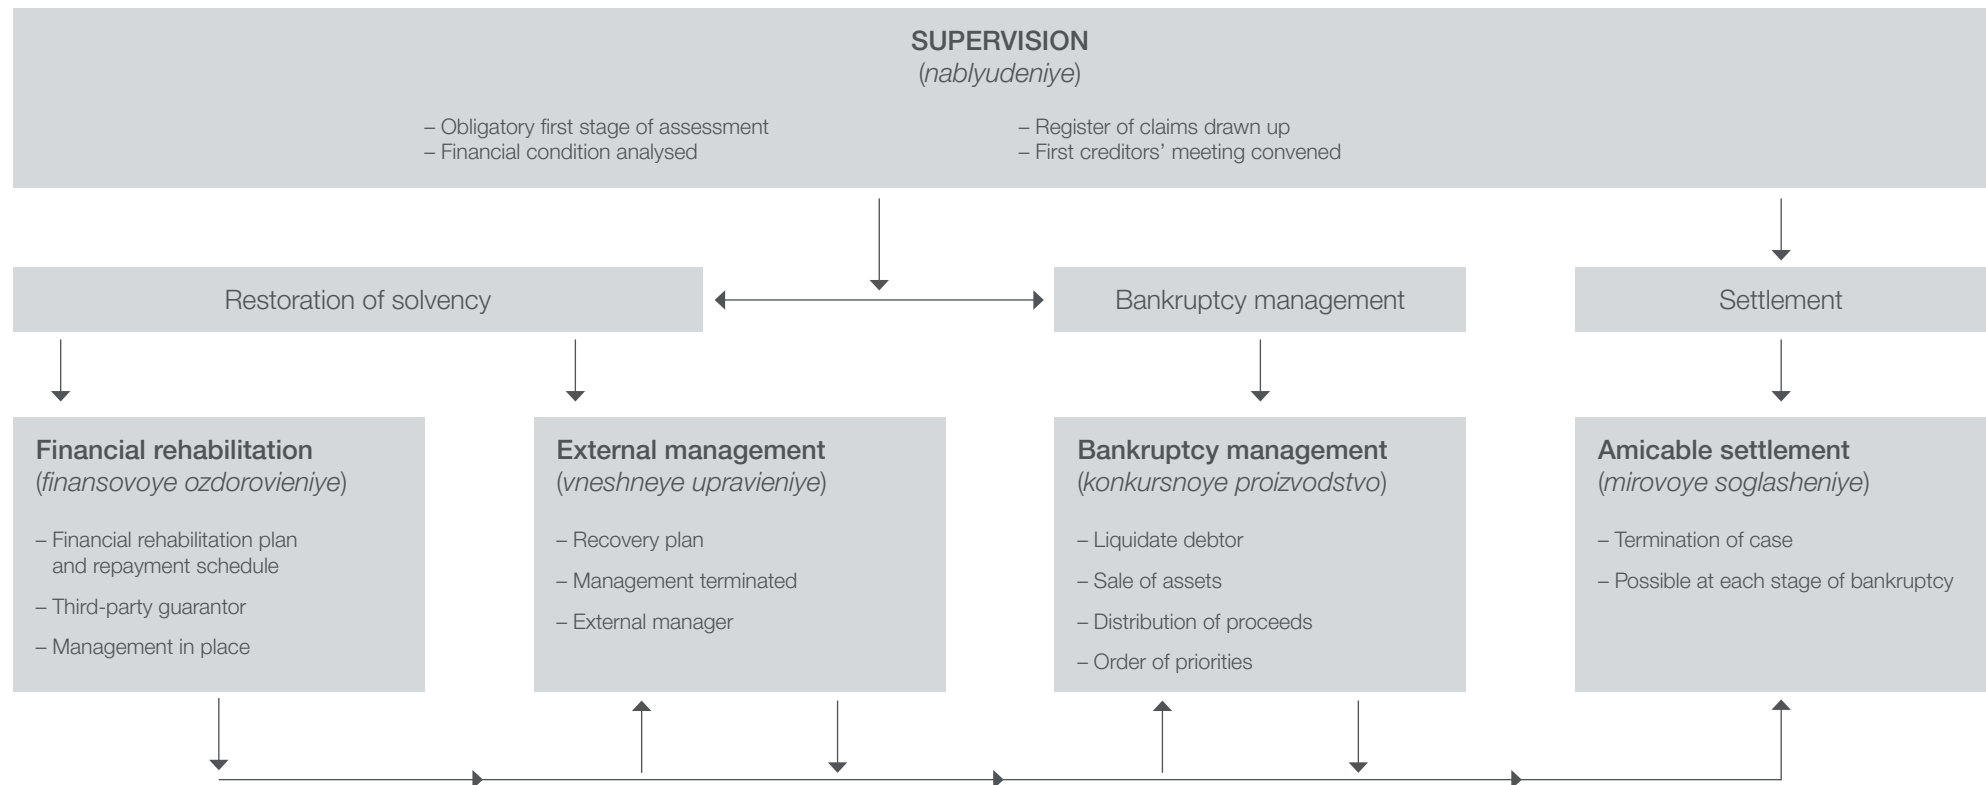 SUPERVISION
(nablyudeniye)
– Obligatory first stage of assessment
– Financial condition analysed
– Register of claims drawn up
– First creditors’ meeting convened
Restoration of solvency
Bankruptcy management
Settlement
Financial rehabilitation
(finansovoye ozdorovieniye)
– Financial rehabilitation plan
and repayment schedule
– Third-party guarantor
– Management in place
External management
(vneshneye upravieniye)
– Recovery plan
– Management terminated
– External manager
Bankruptcy management
(konkursnoye proizvodstvo)
– Liquidate debtor
– Sale of assets
– Distribution of proceeds
– Order of priorities
Amicable settlement
(mirovoye soglasheniye)
– Termination of case
– Possible at each stage of bankruptcy